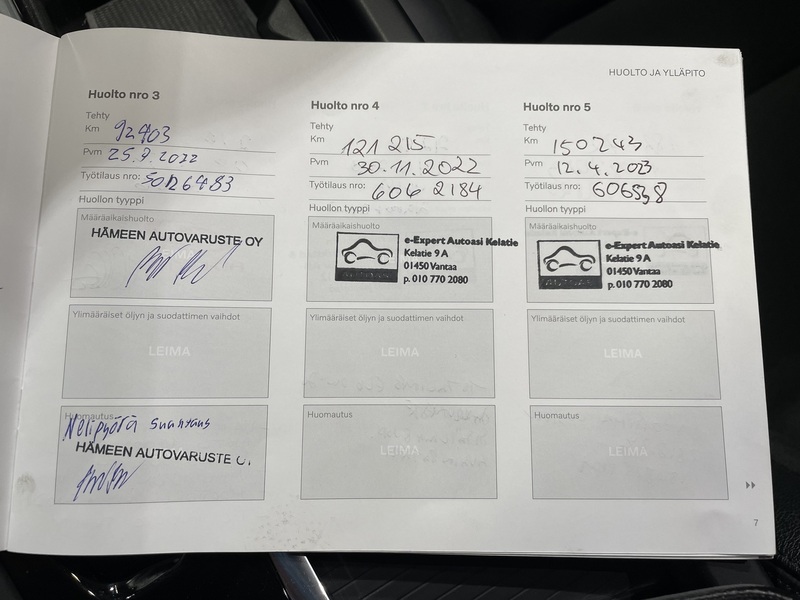 HUOLTO JA YLLÄPITO
Huolto nro 3
Tehty
Km 92403
Pvm 25.9.2022
Työtilaus nro:
Huollon tyyppi
Määräaikaishuolto
HÄMEEN AUTOVARUSTE OY
Ylimääräiset öljyn ja suodattimen vaihdot
LEIMA
Huomautus
Nelipyörä suuntaus
HÄMEEN AUTOVARUSTE
Huolto nro 4
Tehty
Km 121 215
Pvm 30.11.2022
Työtilaus nro: 606 2184
Huollon tyyppi
Määräaikaishuolto
e-Expert Autoasi Kelatie
Kelatie 9 A
01450 Vantaa
p. 010 770 2080
Ylimääräiset öljyn ja suodattimen vaihdot
LEIMA
Huomautus
LEIMA
Huolto nro 5
Tehty
Km 150243
Pvm 12.4.2023
Työtilaus nro:
Huollon tyyppi
Määräaikaishuolto
e-Expert Autoasi Kelatie
Kelatie 9 A
01450 Vantaa
p. 010 770 2080
Ylimääräiset öljyn ja suodattimen vaihdot
LEIMA
Huomautus
LEIMA
7